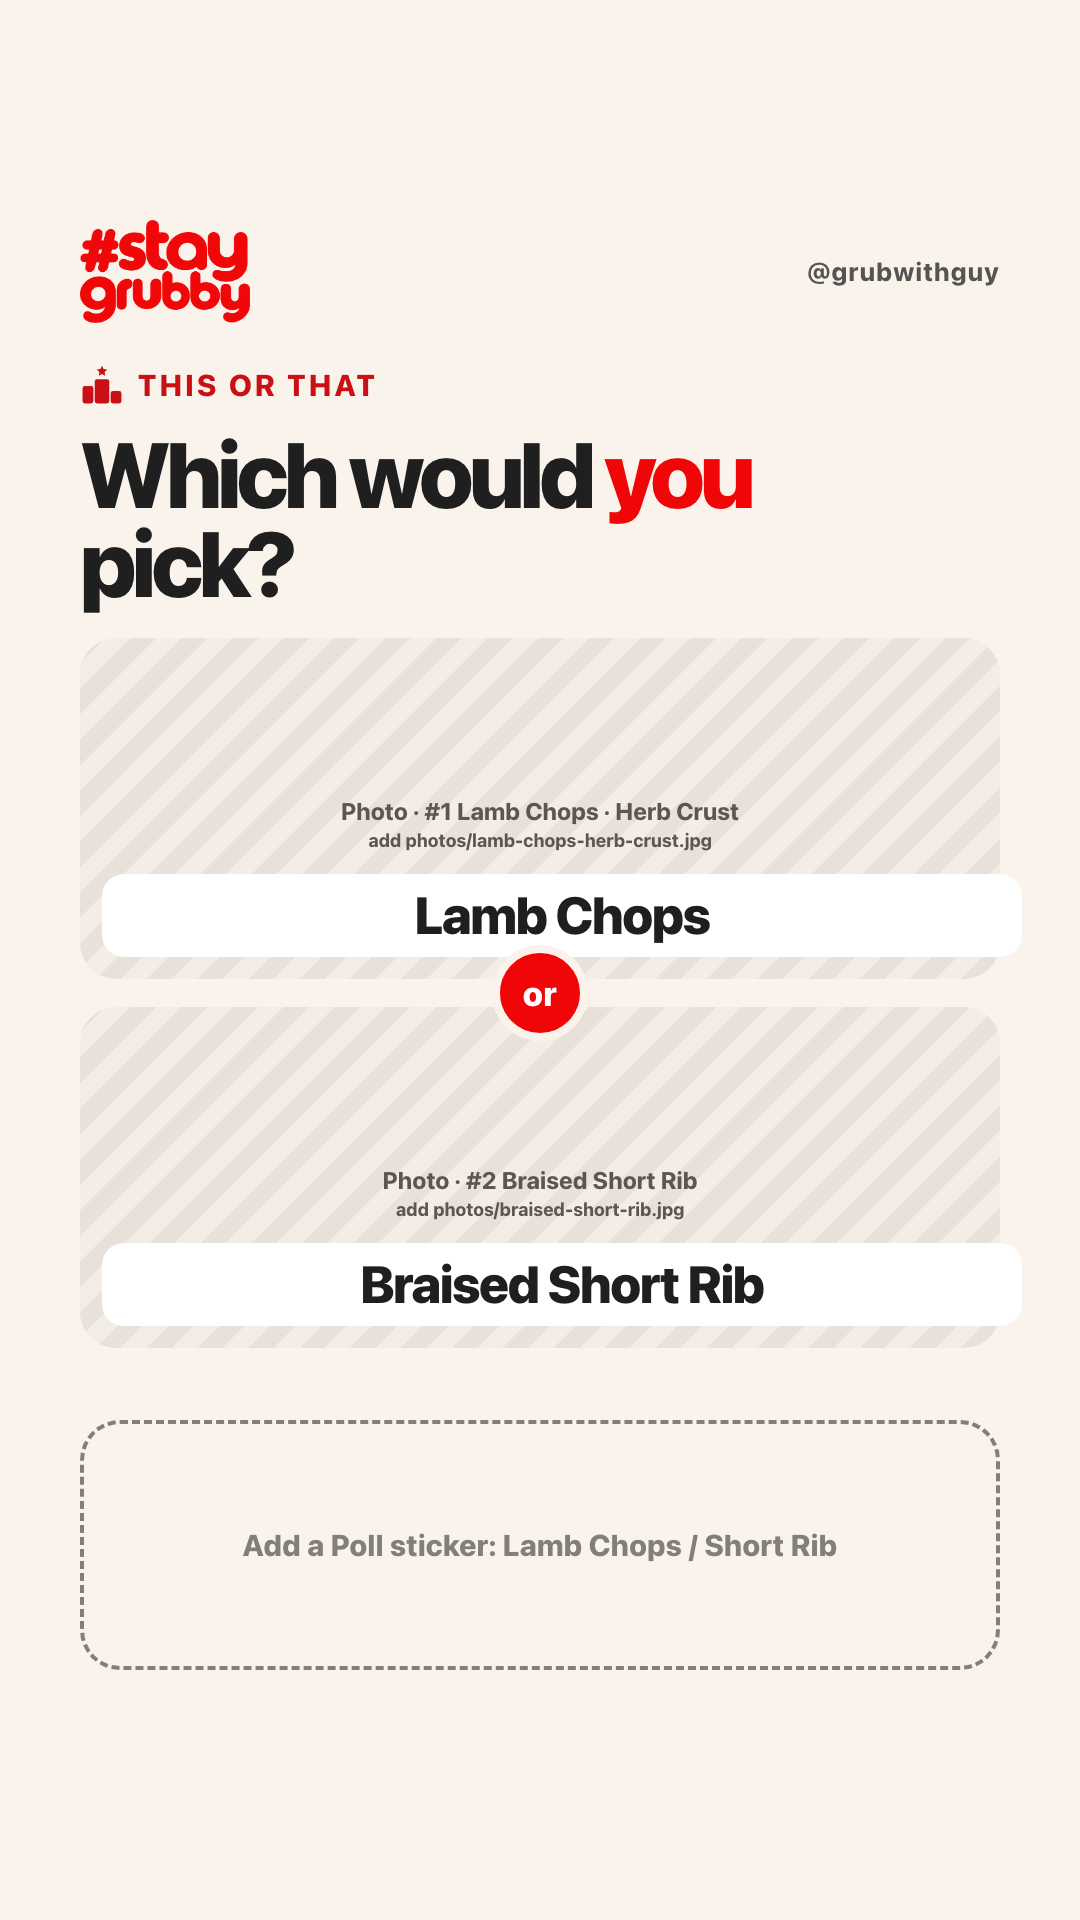 #stay
grubby
@grubwithguy
THIS OR THAT
Which would you
pick?
Photo · #1 Lamb Chops · Herb Crust
add photos/lamb-chops-herb-crust.jpg
Lamb Chops
or
Photo · #2 Braised Short Rib
add photos/braised-short-rib.jpg
Braised Short Rib
Add a Poll sticker: Lamb Chops / Short Rib